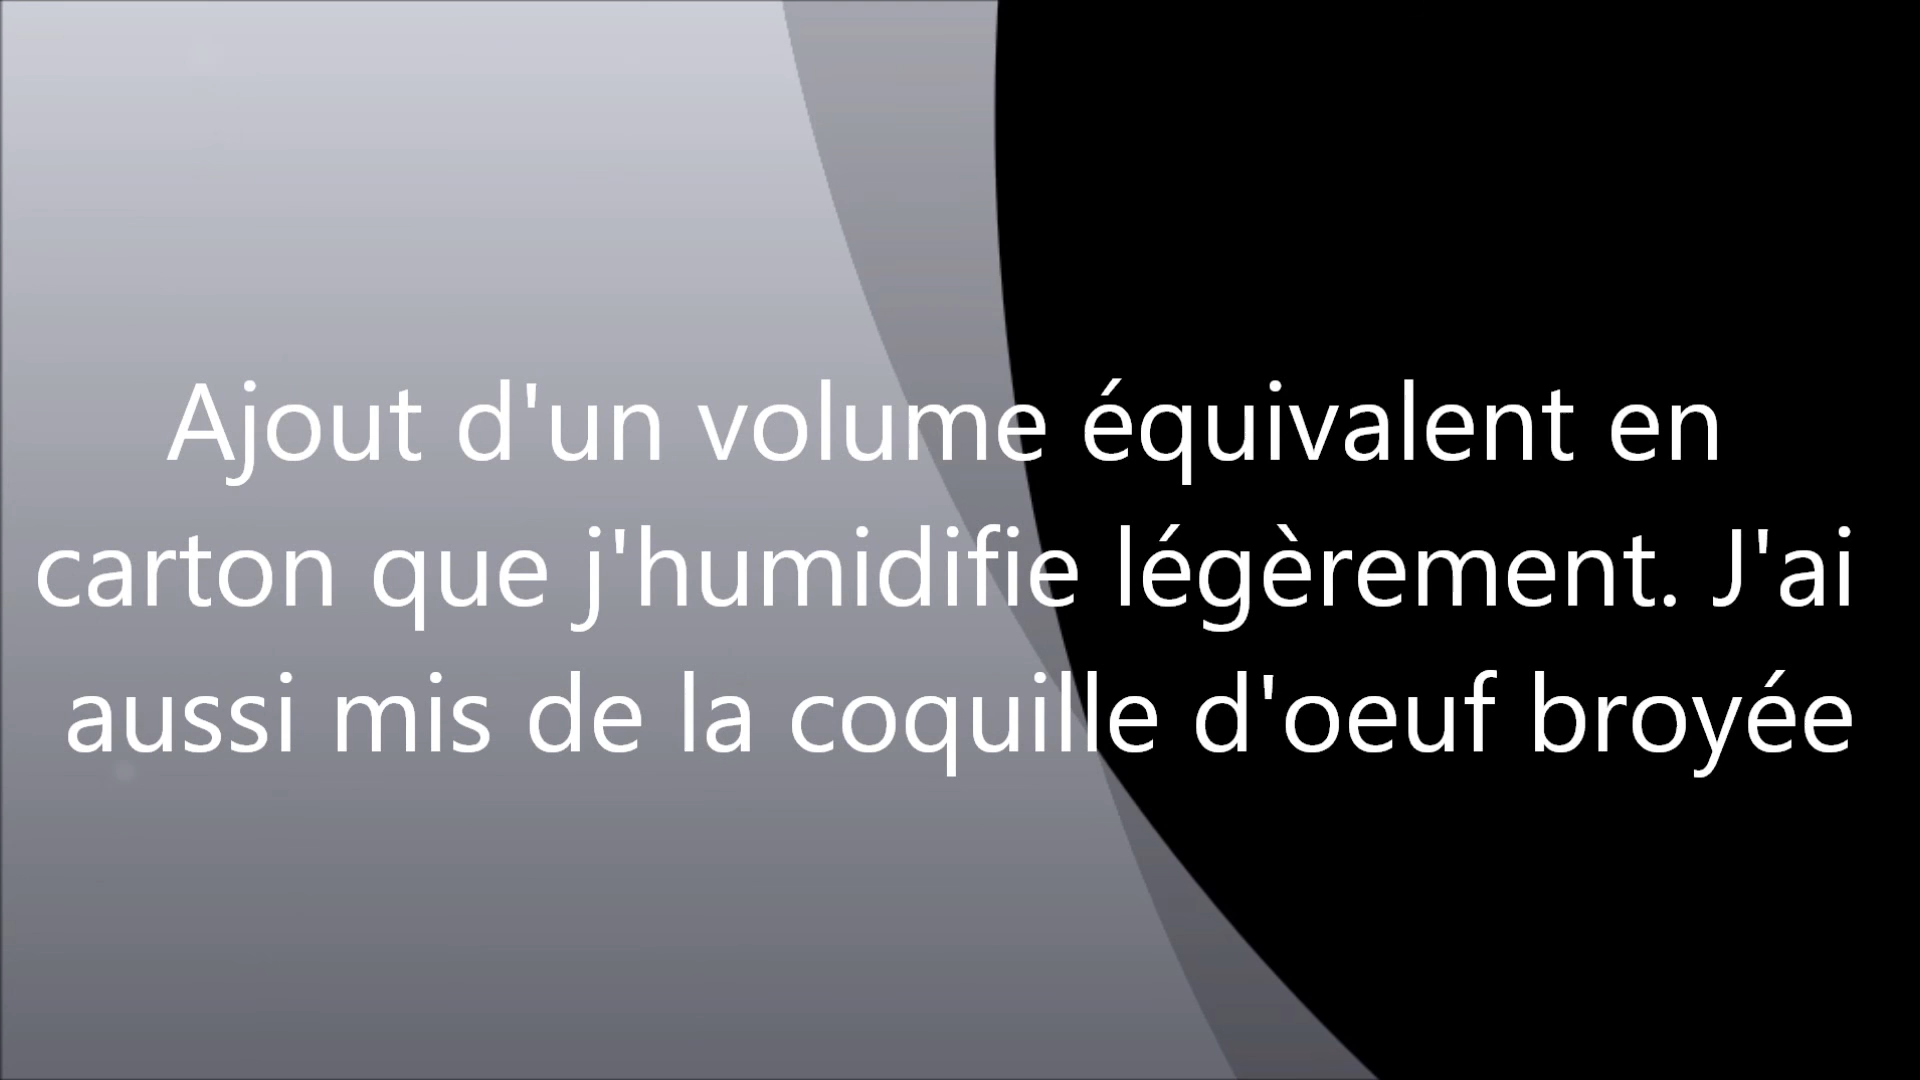 Ajout d'un volume équivalent en
carton que j'humidifie légèrement. J'ai
aussi mis de la coquille d'oeuf broyée